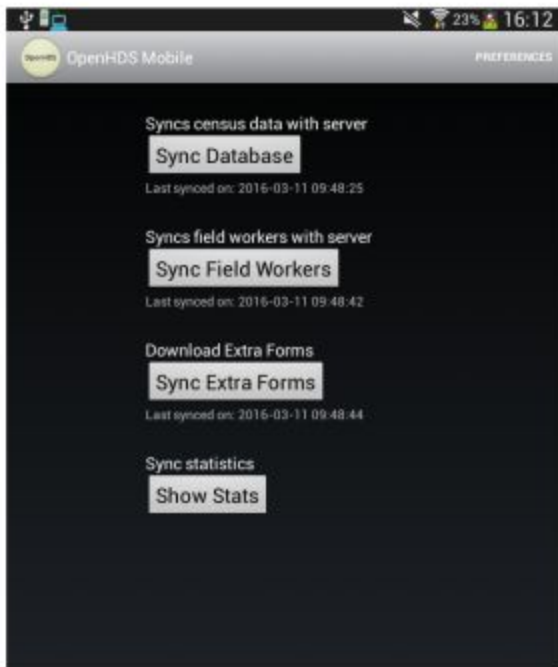 23% 16:12
OpenHDS OpenHDS Mobile PREFERENCES
Syncs census data with server
Sync Database
Last synced on: 2016-03-11 09:48:25
Syncs field workers with server
Sync Field Workers
Last synced on: 2016-03-11 09:48:42
Download Extra Forms
Sync Extra Forms
Last synced on: 2016-03-11 09:48:44
Sync statistics
Show Stats